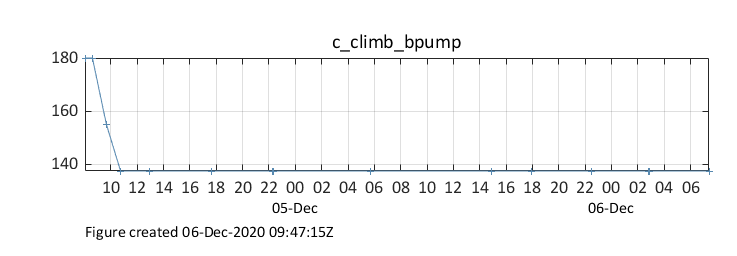 c_climb_bpump
180
160
140
10 12 14 16 18 20 22 00 02 04 06 08 10 12 14 16 18 20 22 00 02 04 06
05-Dec 06-Dec
Figure created 06-Dec-2020 09:47:15Z